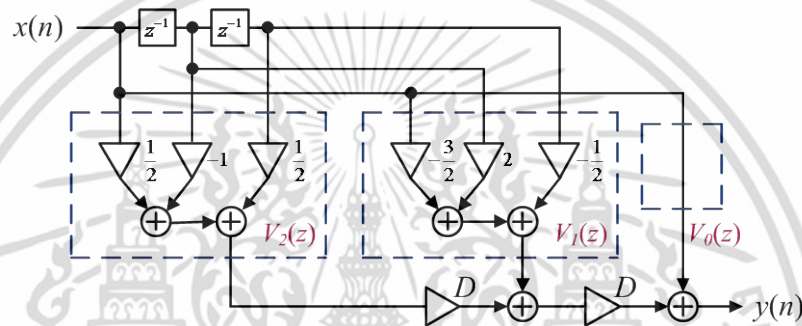 x(n) z⁻¹ z⁻¹
1/2 -1 1/2 -3/2 2 -1/2
V₂(z) V₁(z) V₀(z)
D D y(n)